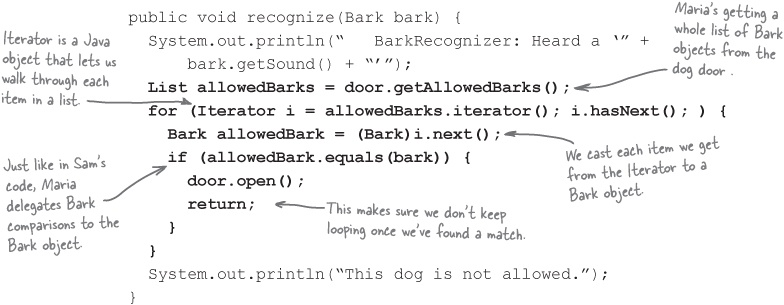 public void recognize(Bark bark) {
System.out.println(“   BarkRecognizer: Heard a ‘” +
bark.getSound() + “’”);
List allowedBarks = door.getAllowedBarks();
for (Iterator i = allowedBarks.iterator(); i.hasNext(); ) {
Bark allowedBark = (Bark)i.next();
if (allowedBark.equals(bark)) {
door.open();
return;
}
}
System.out.println(“This dog is not allowed.”);
}
Iterator is a Java
object that lets us
walk through each
item in a list.
Maria's getting a
whole list of Bark
objects from the
dog door .
We cast each item we get
from the Iterator to a
Bark object.
Just like in Sam's
code, Maria
delegates Bark
comparisons to the
Bark object.
This makes sure we don't keep
looping once we've found a match.